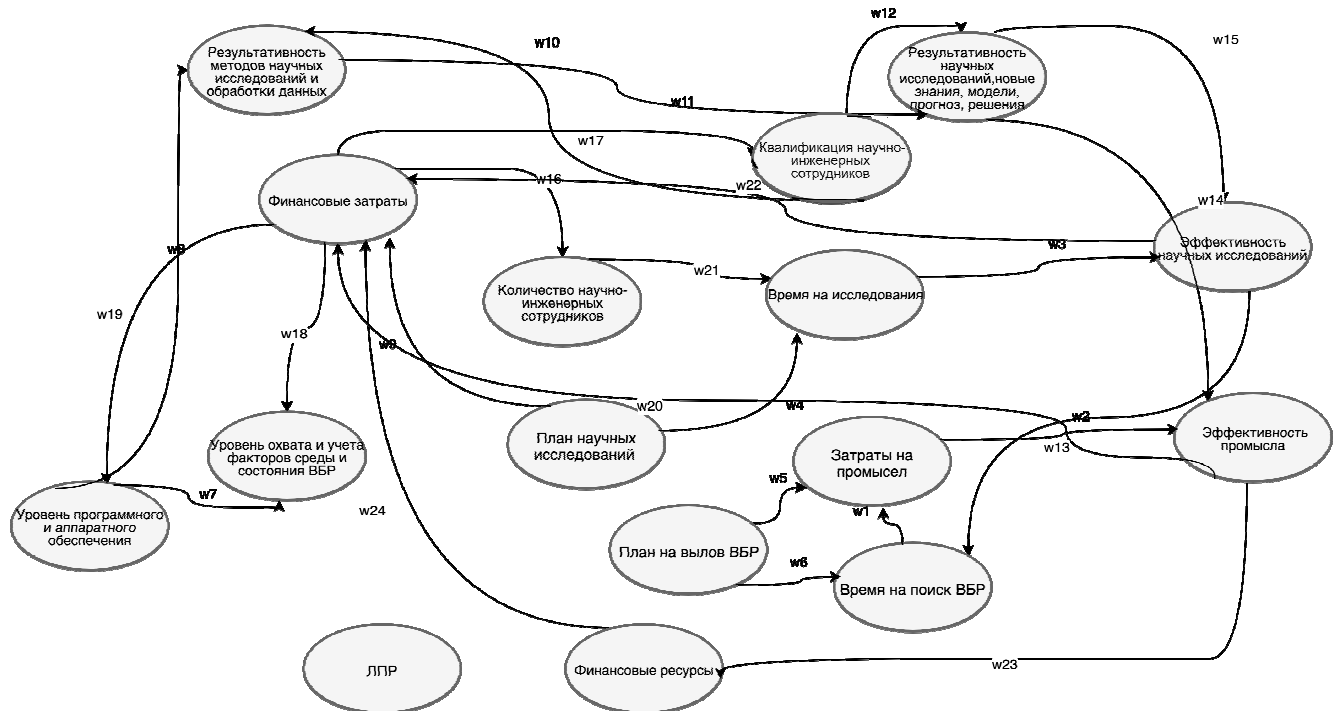 w12
w10
w15
Результативность
методов научных
исследований и
обработки данных
Результативность
научных
исследований,новые
знания, модели,
прогноз, решения
w11
w17
Квалификация научно-
инженерных
сотрудников
w16
w22
Финансовые затраты
w14
w3
Эффективность
научных исследований
w21
Количество научно-
инженерных
сотрудников
Время на исследования
w19
w18
w20
w4
w2
План научных
исследований
Уровень охвата и учета
факторов среды и
состояния ВБР
Затраты на
промысел
w13
Эффективность
промысла
w5
w7
w24
w1
Уровень программного
и аппаратного
обеспечения
План на вылов ВБР
w6
Время на поиск ВБР
ЛПР
Финансовые ресурсы
w23